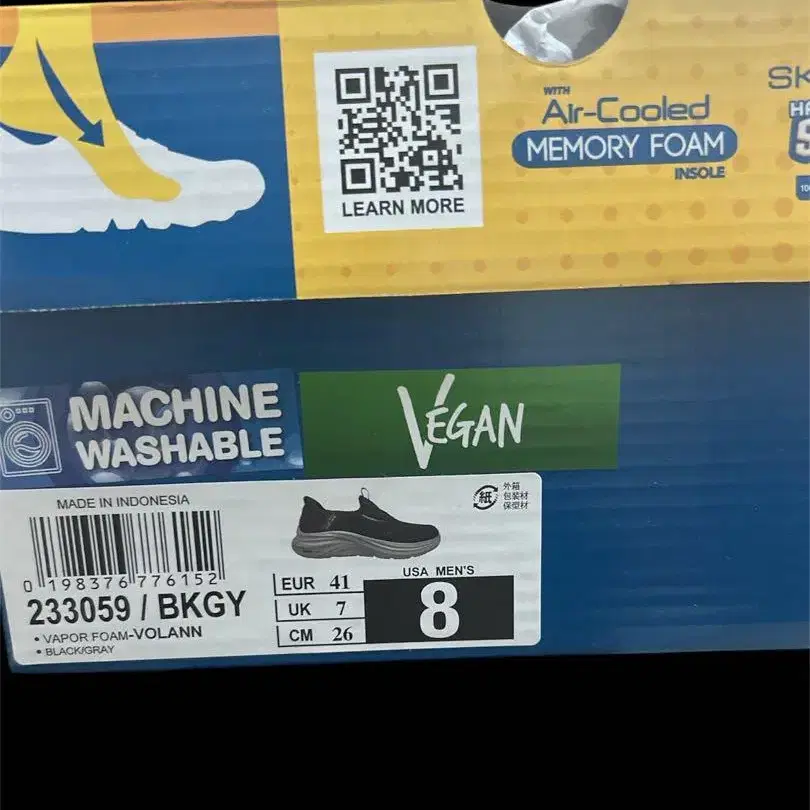 WITH
Air-Cooled
MEMORY FOAM
INSOLE
SK
LEARN MORE
MACHINE
WASHABLE
VEGAN
MADE IN INDONESIA
0 198376 776152
233059 / BKGY
• VAPOR FOAM-VOLANN
• BLACK/GRAY
紙
外箱
包装材
保型材
EUR 41
UK 7
CM 26
USA MEN'S
8